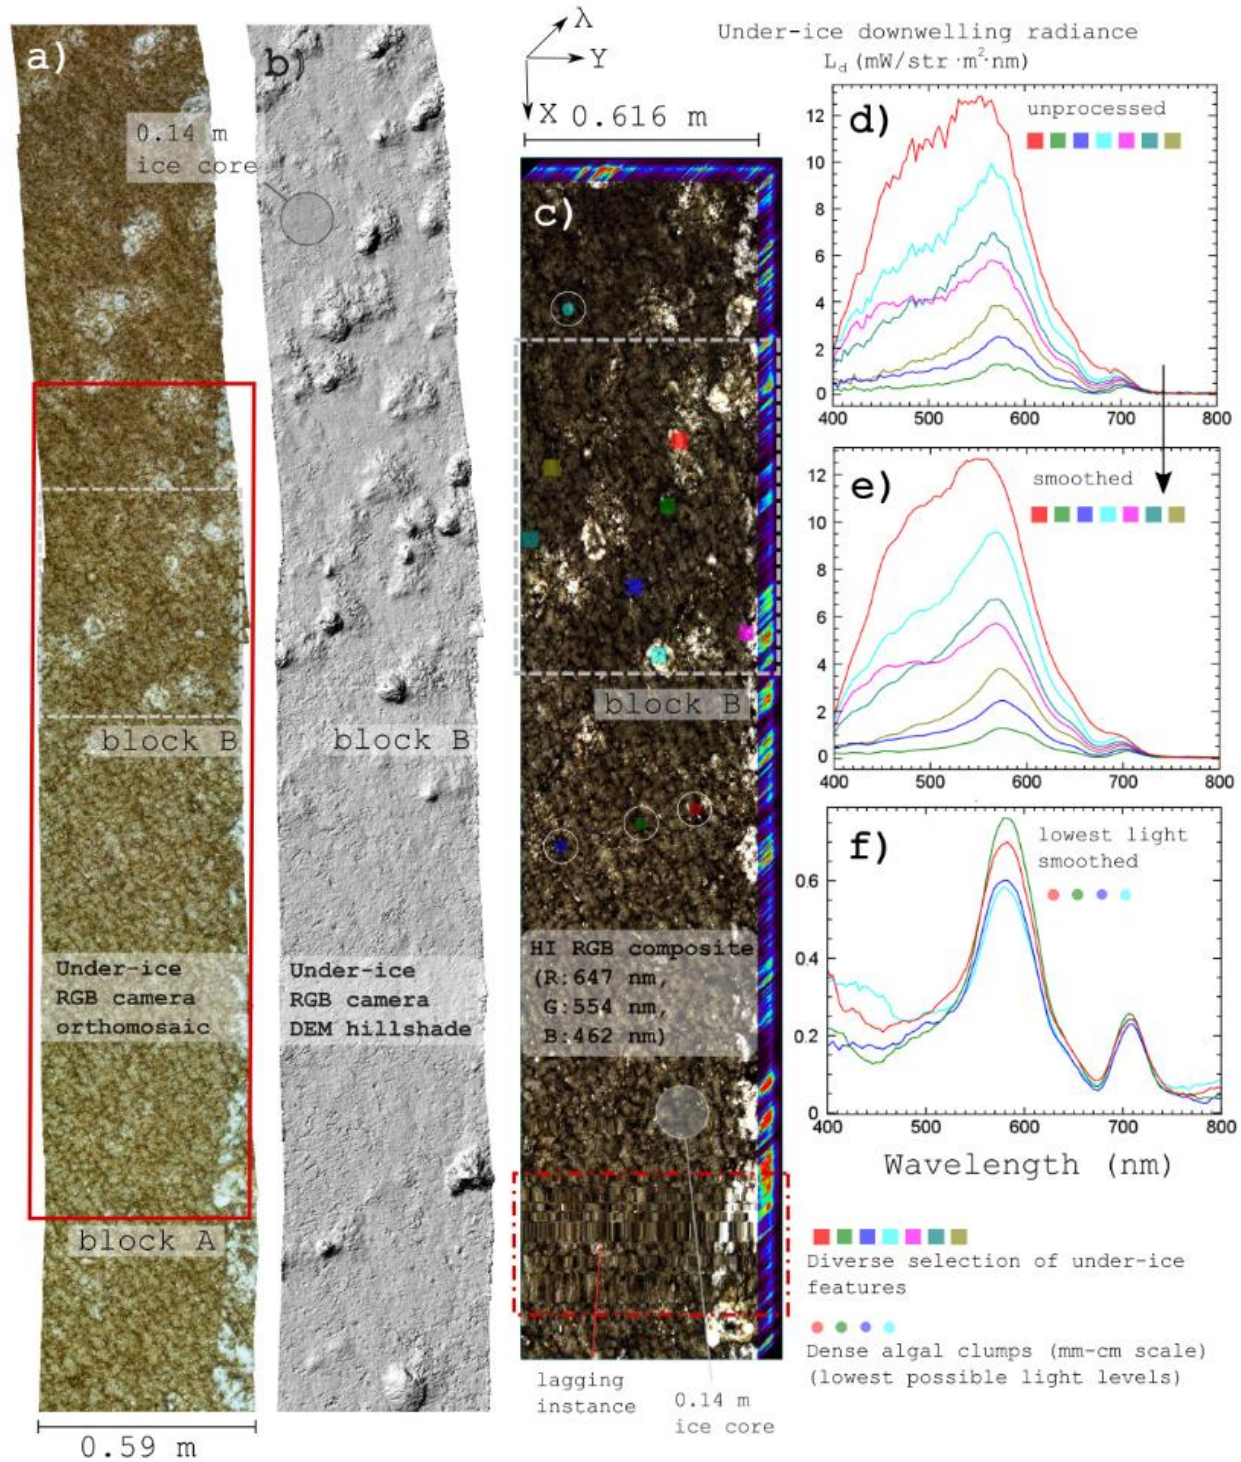 a)
0.14 m
ice core
block B
Under-ice
RGB camera
orthomosaic
block A
0.59 m
b)
block B
Under-ice
RGB camera
DEM hillshade
λ
Y
X
0.616 m
c)
block B
HI RGB composite
(R:647 nm,
G:554 nm,
B:462 nm)
lagging
instance
0.14 m
ice core
Under-ice downwelling radiance
L_d (mW/str·m²·nm)
d)
unprocessed
12
10
8
6
4
2
0
400 500 600 700 800
e)
smoothed
12
10
8
6
4
2
0
400 500 600 700 800
f)
lowest light
smoothed
0.6
0.4
0.2
0
400 500 600 700 800
Wavelength (nm)
Diverse selection of under-ice
features
Dense algal clumps (mm-cm scale)
(lowest possible light levels)